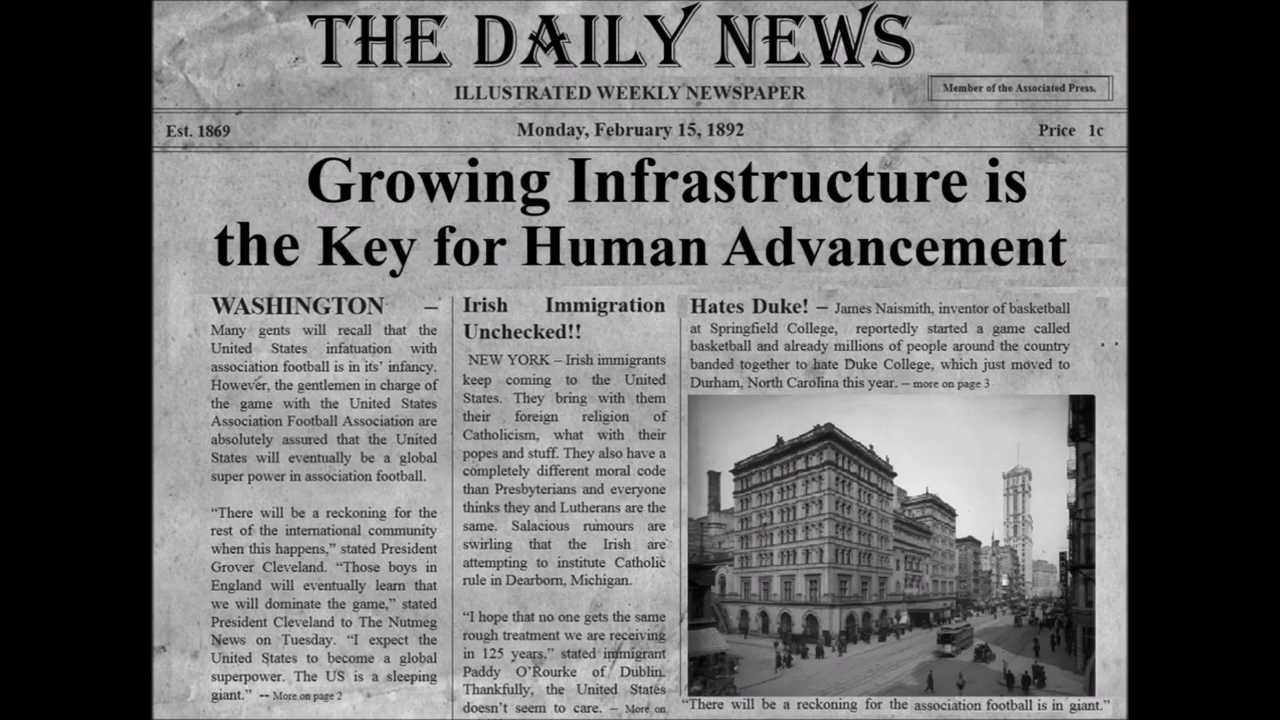 THE DAILY NEWS
ILLUSTRATED WEEKLY NEWSPAPER
Member of the Associated Press.
Est. 1869
Monday, February 15, 1892
Price 1c
Growing Infrastructure is
the Key for Human Advancement
WASHINGTON –
Many gents will recall that the
United States infatuation with
association football is in its' infancy.
However, the gentlemen in charge of
the game with the United States
Association Football Association are
absolutely assured that the United
States will eventually be a global
super power in association football.
“There will be a reckoning for the
rest of the international community
when this happens,” stated President
Grover Cleveland. “Those boys in
England will eventually learn that
we will dominate the game,” stated
President Cleveland to The Nutmeg
News on Tuesday. “I expect the
United States to become a global
superpower. The US is a sleeping
giant.” -- More on page 2
Irish Immigration
Unchecked!!
NEW YORK – Irish immigrants
keep coming to the United
States. They bring with them
their foreign religion of
Catholicism, what with their
popes and stuff. They also have a
completely different moral code
than Presbyterians and everyone
thinks they and Lutherans are the
same. Salacious rumours are
swirling that the Irish are
attempting to institute Catholic
rule in Dearborn, Michigan.
“I hope that no one gets the same
rough treatment we are receiving
in 125 years,” stated immigrant
Paddy O'Rourke of Dublin.
Thankfully, the United States
doesn't seem to care. – More on
Hates Duke! – James Naismith, inventor of basketball
at Springfield College, reportedly started a game called
basketball and already millions of people around the country
banded together to hate Duke College, which just moved to
Durham, North Carolina this year. – more on page 3
“There will be a reckoning for the association football is in giant.”